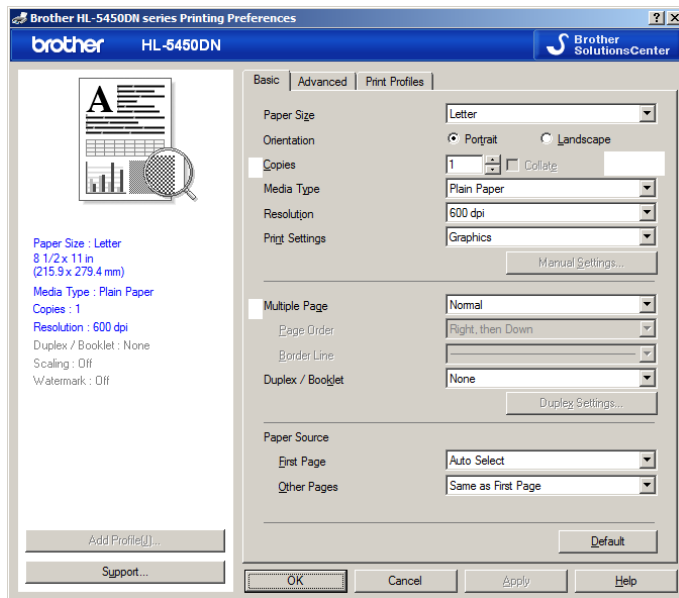 Brother HL-5450DN series Printing Preferences
brother HL-5450DN Brother SolutionsCenter
A
Paper Size : Letter
8 1/2 x 11 in
(215.9 x 279.4 mm)
Media Type : Plain Paper
Copies : 1
Resolution : 600 dpi
Duplex / Booklet : None
Scaling : Off
Watermark : Off
Add Profile[J]...
Support...
Basic Advanced Print Profiles
Paper Size Letter
Orientation Portrait Landscape
Copies 1 Collate
Media Type Plain Paper
Resolution 600 dpi
Print Settings Graphics
Manual Settings...
Multiple Page Normal
Page Order Right, then Down
Border Line
Duplex / Booklet None
Duplex Settings...
Paper Source
First Page Auto Select
Other Pages Same as First Page
Default
OK Cancel Apply Help